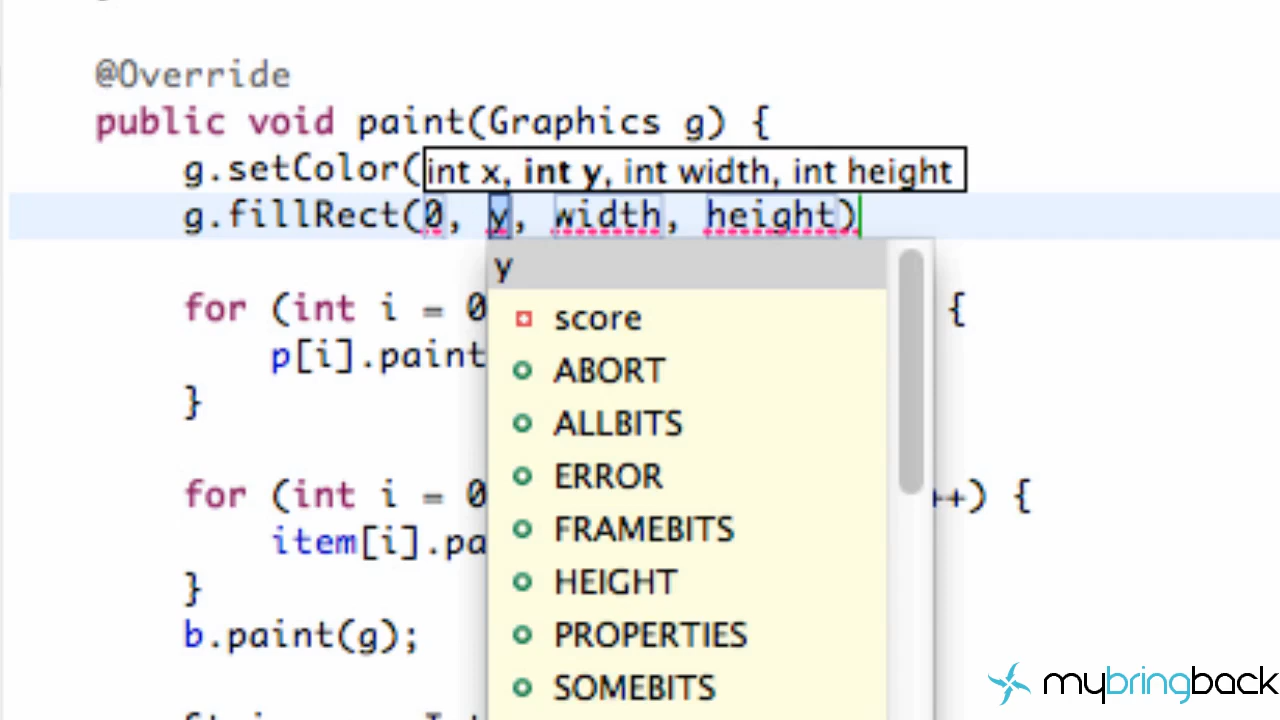 @Override
public void paint(Graphics g) {
g.setColor(
int x, int y, int width, int height
g.fillRect(0, y, width, height)
y
for (int i = 0 {
score
p[i].paint
ABORT
}
ALLBITS
ERROR
for (int i = 0 ++) {
FRAMEBITS
item[i].pa
HEIGHT
}
b.paint(g);
PROPERTIES
SOMEBITS
mybringback